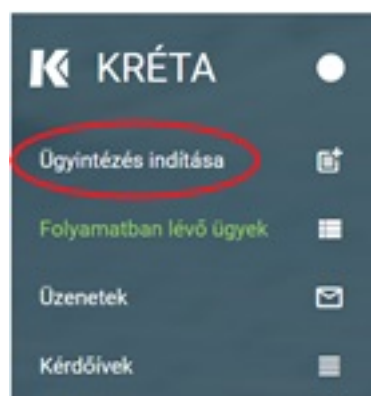 KRÉTA
Ügyintézés indítása
Folyamatban lévő ügyek
Üzenetek
Kérdőívek